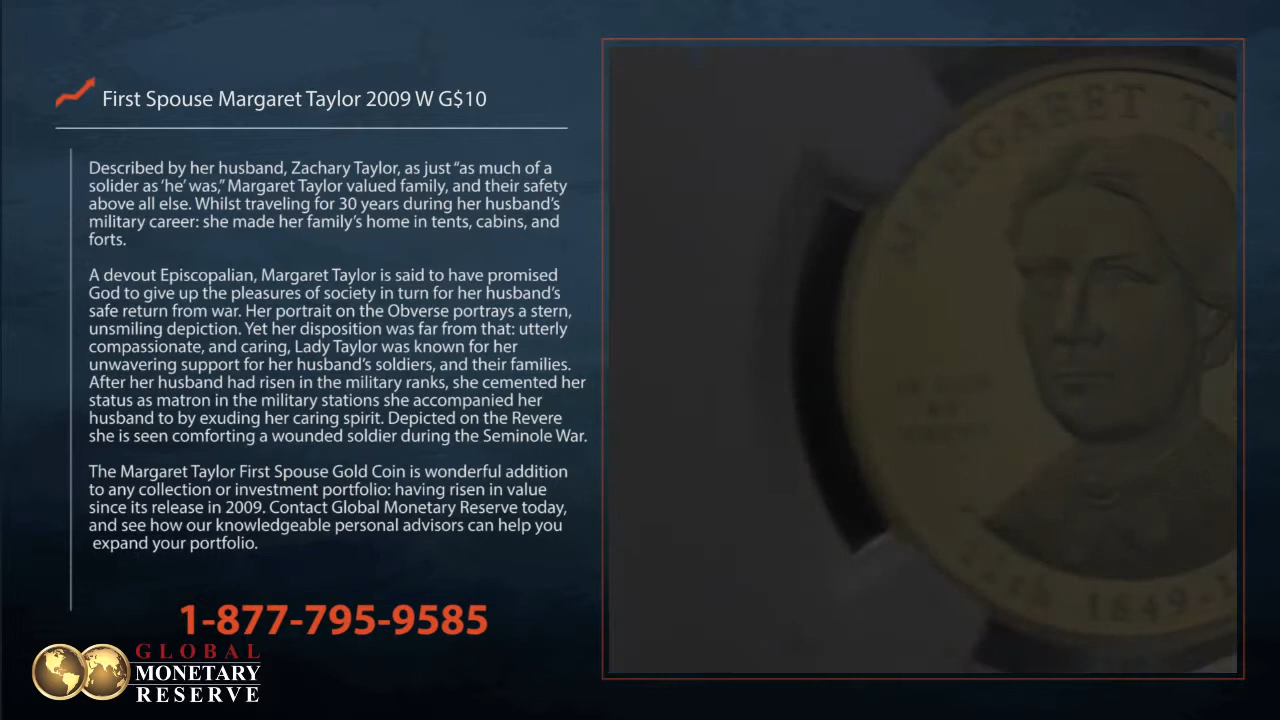 First Spouse Margaret Taylor 2009 W G$10
Described by her husband, Zachary Taylor, as just “as much of a
solider as ‘he’ was,” Margaret Taylor valued family, and their safety
above all else. Whilst traveling for 30 years during her husband’s
military career: she made her family’s home in tents, cabins, and
forts.
A devout Episcopalian, Margaret Taylor is said to have promised
God to give up the pleasures of society in turn for her husband’s
safe return from war. Her portrait on the Obverse portrays a stern,
unsmiling depiction. Yet her disposition was far from that: utterly
compassionate, and caring, Lady Taylor was known for her
unwavering support for her husband’s soldiers, and their families.
After her husband had risen in the military ranks, she cemented her
status as matron in the military stations she accompanied her
husband to by exuding her caring spirit. Depicted on the Revere
she is seen comforting a wounded soldier during the Seminole War.
The Margaret Taylor First Spouse Gold Coin is wonderful addition
to any collection or investment portfolio: having risen in value
since its release in 2009. Contact Global Monetary Reserve today,
and see how our knowledgeable personal advisors can help you
expand your portfolio.
1-877-795-9585
GLOBAL
MONETARY
RESERVE
MARGARET
12th 1849-